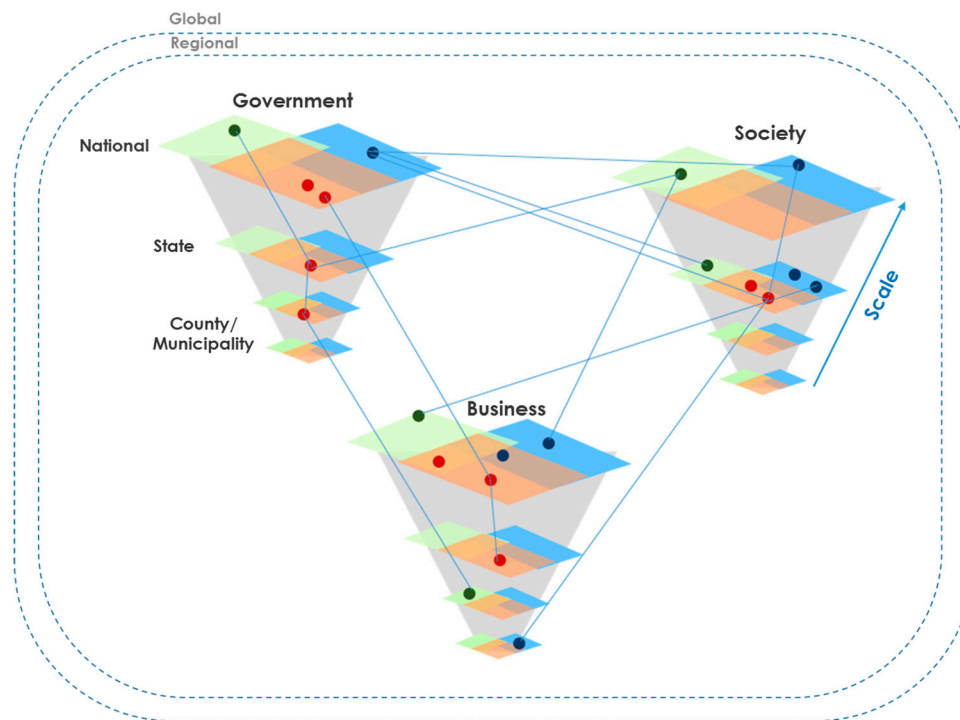 Global
Regional
Government
Society
National
State
Scale
County/
Municipality
Business